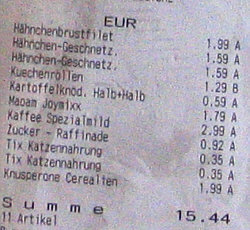 EUR
Hähnchenbrustfilet 1.99 A
Hähnchen-Geschnetz. 1.59 A
Hähnchen-Geschnetz. 1.59 A
Kuechenrollen 1.29 B
Kartoffelknod. Halb+Halb 0.59 A
Maoam Joymixx 1.79 A
Kaffee Spezialmild 2.99 A
Zucker - Raffinade 0.92 A
Tix Katzennahrung 0.35 A
Tix Katzennahrung 0.35 A
Knusperone Cerealien 1.99 A
Summe 15.44
11 Artikel